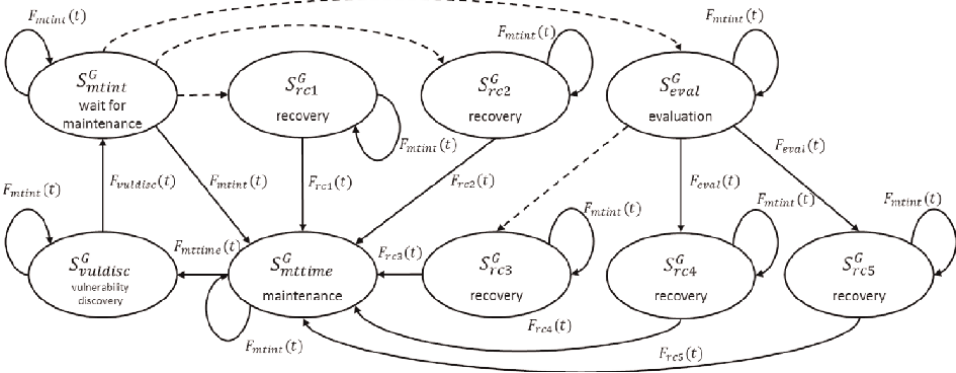 F_mtint(t)
S^G_mtint
wait for
maintenance
S^G_rc1
recovery
F_mtint(t)
F_mtint(t)
S^G_rc2
recovery
F_mtint(t)
S^G_eval
evaluation
F_mtint(t)
F_vuldisc(t)
F_mtint(t)
F_rc1(t)
F_rc2(t)
F_eval(t)
F_eval(t)
S^G_vuldisc
vulnerability
discovery
F_mttime(t)
S^G_mttime
maintenance
F_mtint(t)
F_rc3(t)
S^G_rc3
recovery
F_mtint(t)
S^G_rc4
recovery
F_mtint(t)
S^G_rc5
recovery
F_mtint(t)
F_rc4(t)
F_rc5(t)